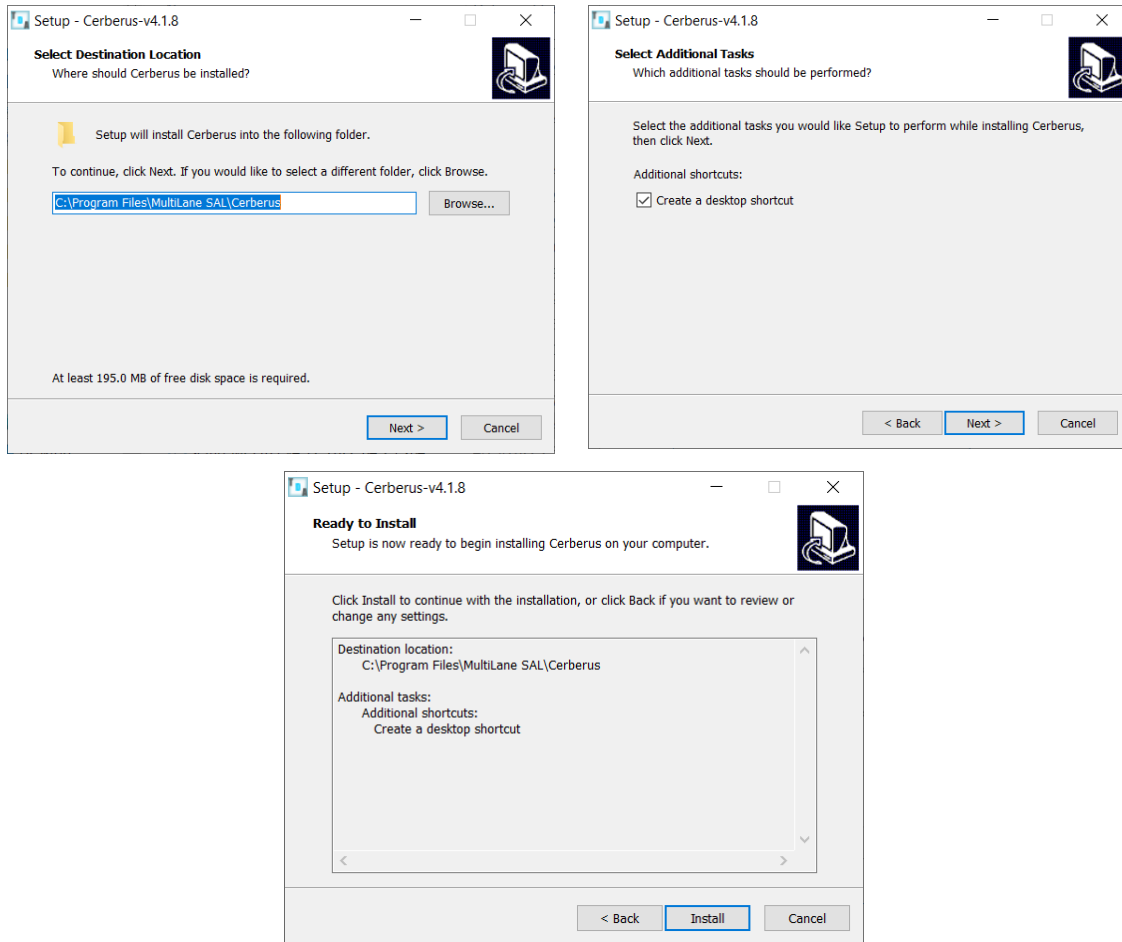 Setup - Cerberus-v4.1.8
Select Destination Location
Where should Cerberus be installed?
Setup will install Cerberus into the following folder.
To continue, click Next. If you would like to select a different folder, click Browse.
C:\Program Files\MultiLane SAL\Cerberus
Browse...
At least 195.0 MB of free disk space is required.
Next >
Cancel
Setup - Cerberus-v4.1.8
Select Additional Tasks
Which additional tasks should be performed?
Select the additional tasks you would like Setup to perform while installing Cerberus,
then click Next.
Additional shortcuts:
Create a desktop shortcut
< Back
Next >
Cancel
Setup - Cerberus-v4.1.8
Ready to Install
Setup is now ready to begin installing Cerberus on your computer.
Click Install to continue with the installation, or click Back if you want to review or
change any settings.
Destination location:
C:\Program Files\MultiLane SAL\Cerberus
Additional tasks:
Additional shortcuts:
Create a desktop shortcut
< Back
Install
Cancel